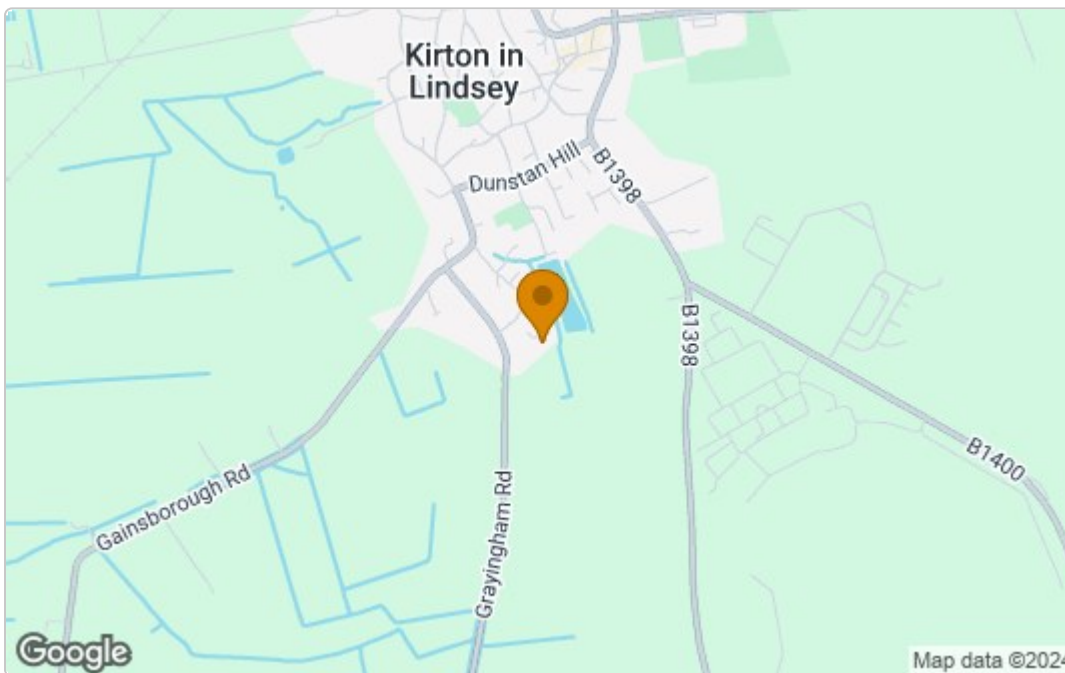 Kirton in
Lindsey
Dunstan Hill
B1398
B1398
B1400
Gainsborough Rd
Grayingham Rd
Google
Map data ©2024